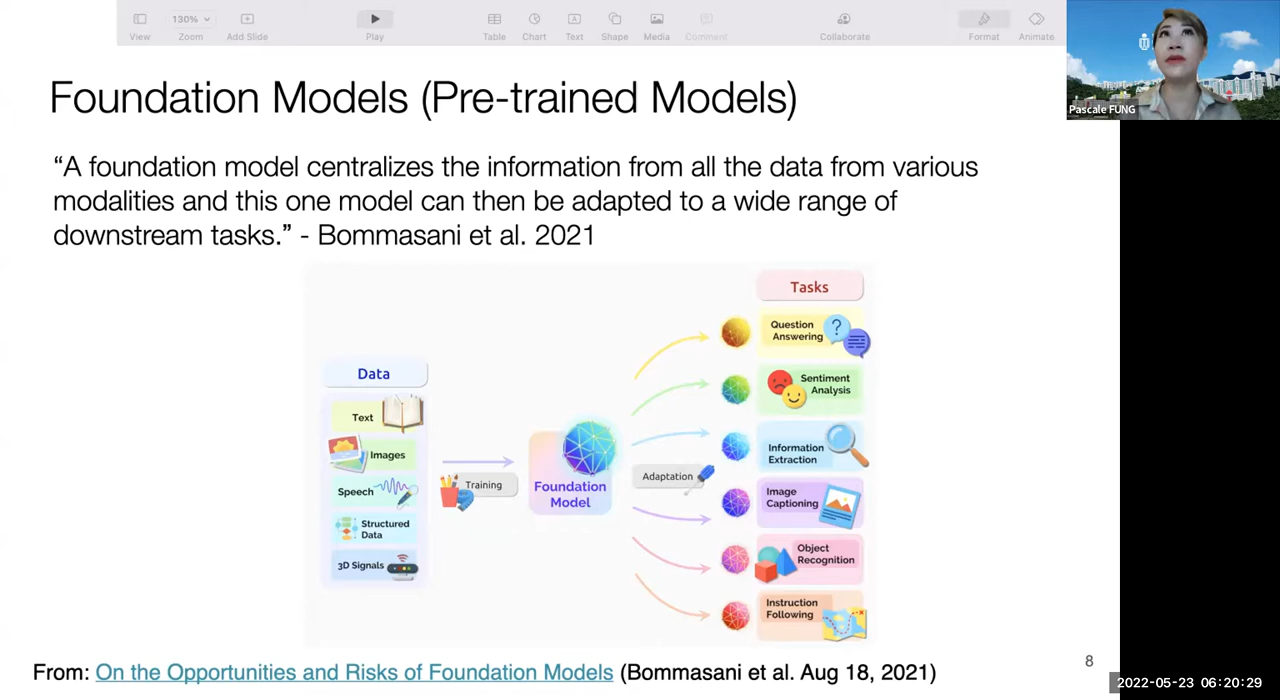 130%
View
Zoom
Add Slide
Play
Table
Chart
Text
Shape
Media
Comment
Collaborate
Format
Animate
Pascale FUNG
Foundation Models (Pre-trained Models)
“A foundation model centralizes the information from all the data from various
modalities and this one model can then be adapted to a wide range of
downstream tasks.” - Bommasani et al. 2021
Data
Text
Images
Speech
Structured
Data
3D Signals
Training
Foundation
Model
Adaptation
Tasks
Question
Answering
?
Sentiment
Analysis
Information
Extraction
Image
Captioning
Object
Recognition
Instruction
Following
From: On the Opportunities and Risks of Foundation Models (Bommasani et al. Aug 18, 2021)
8
2022-05-23 06:20:29